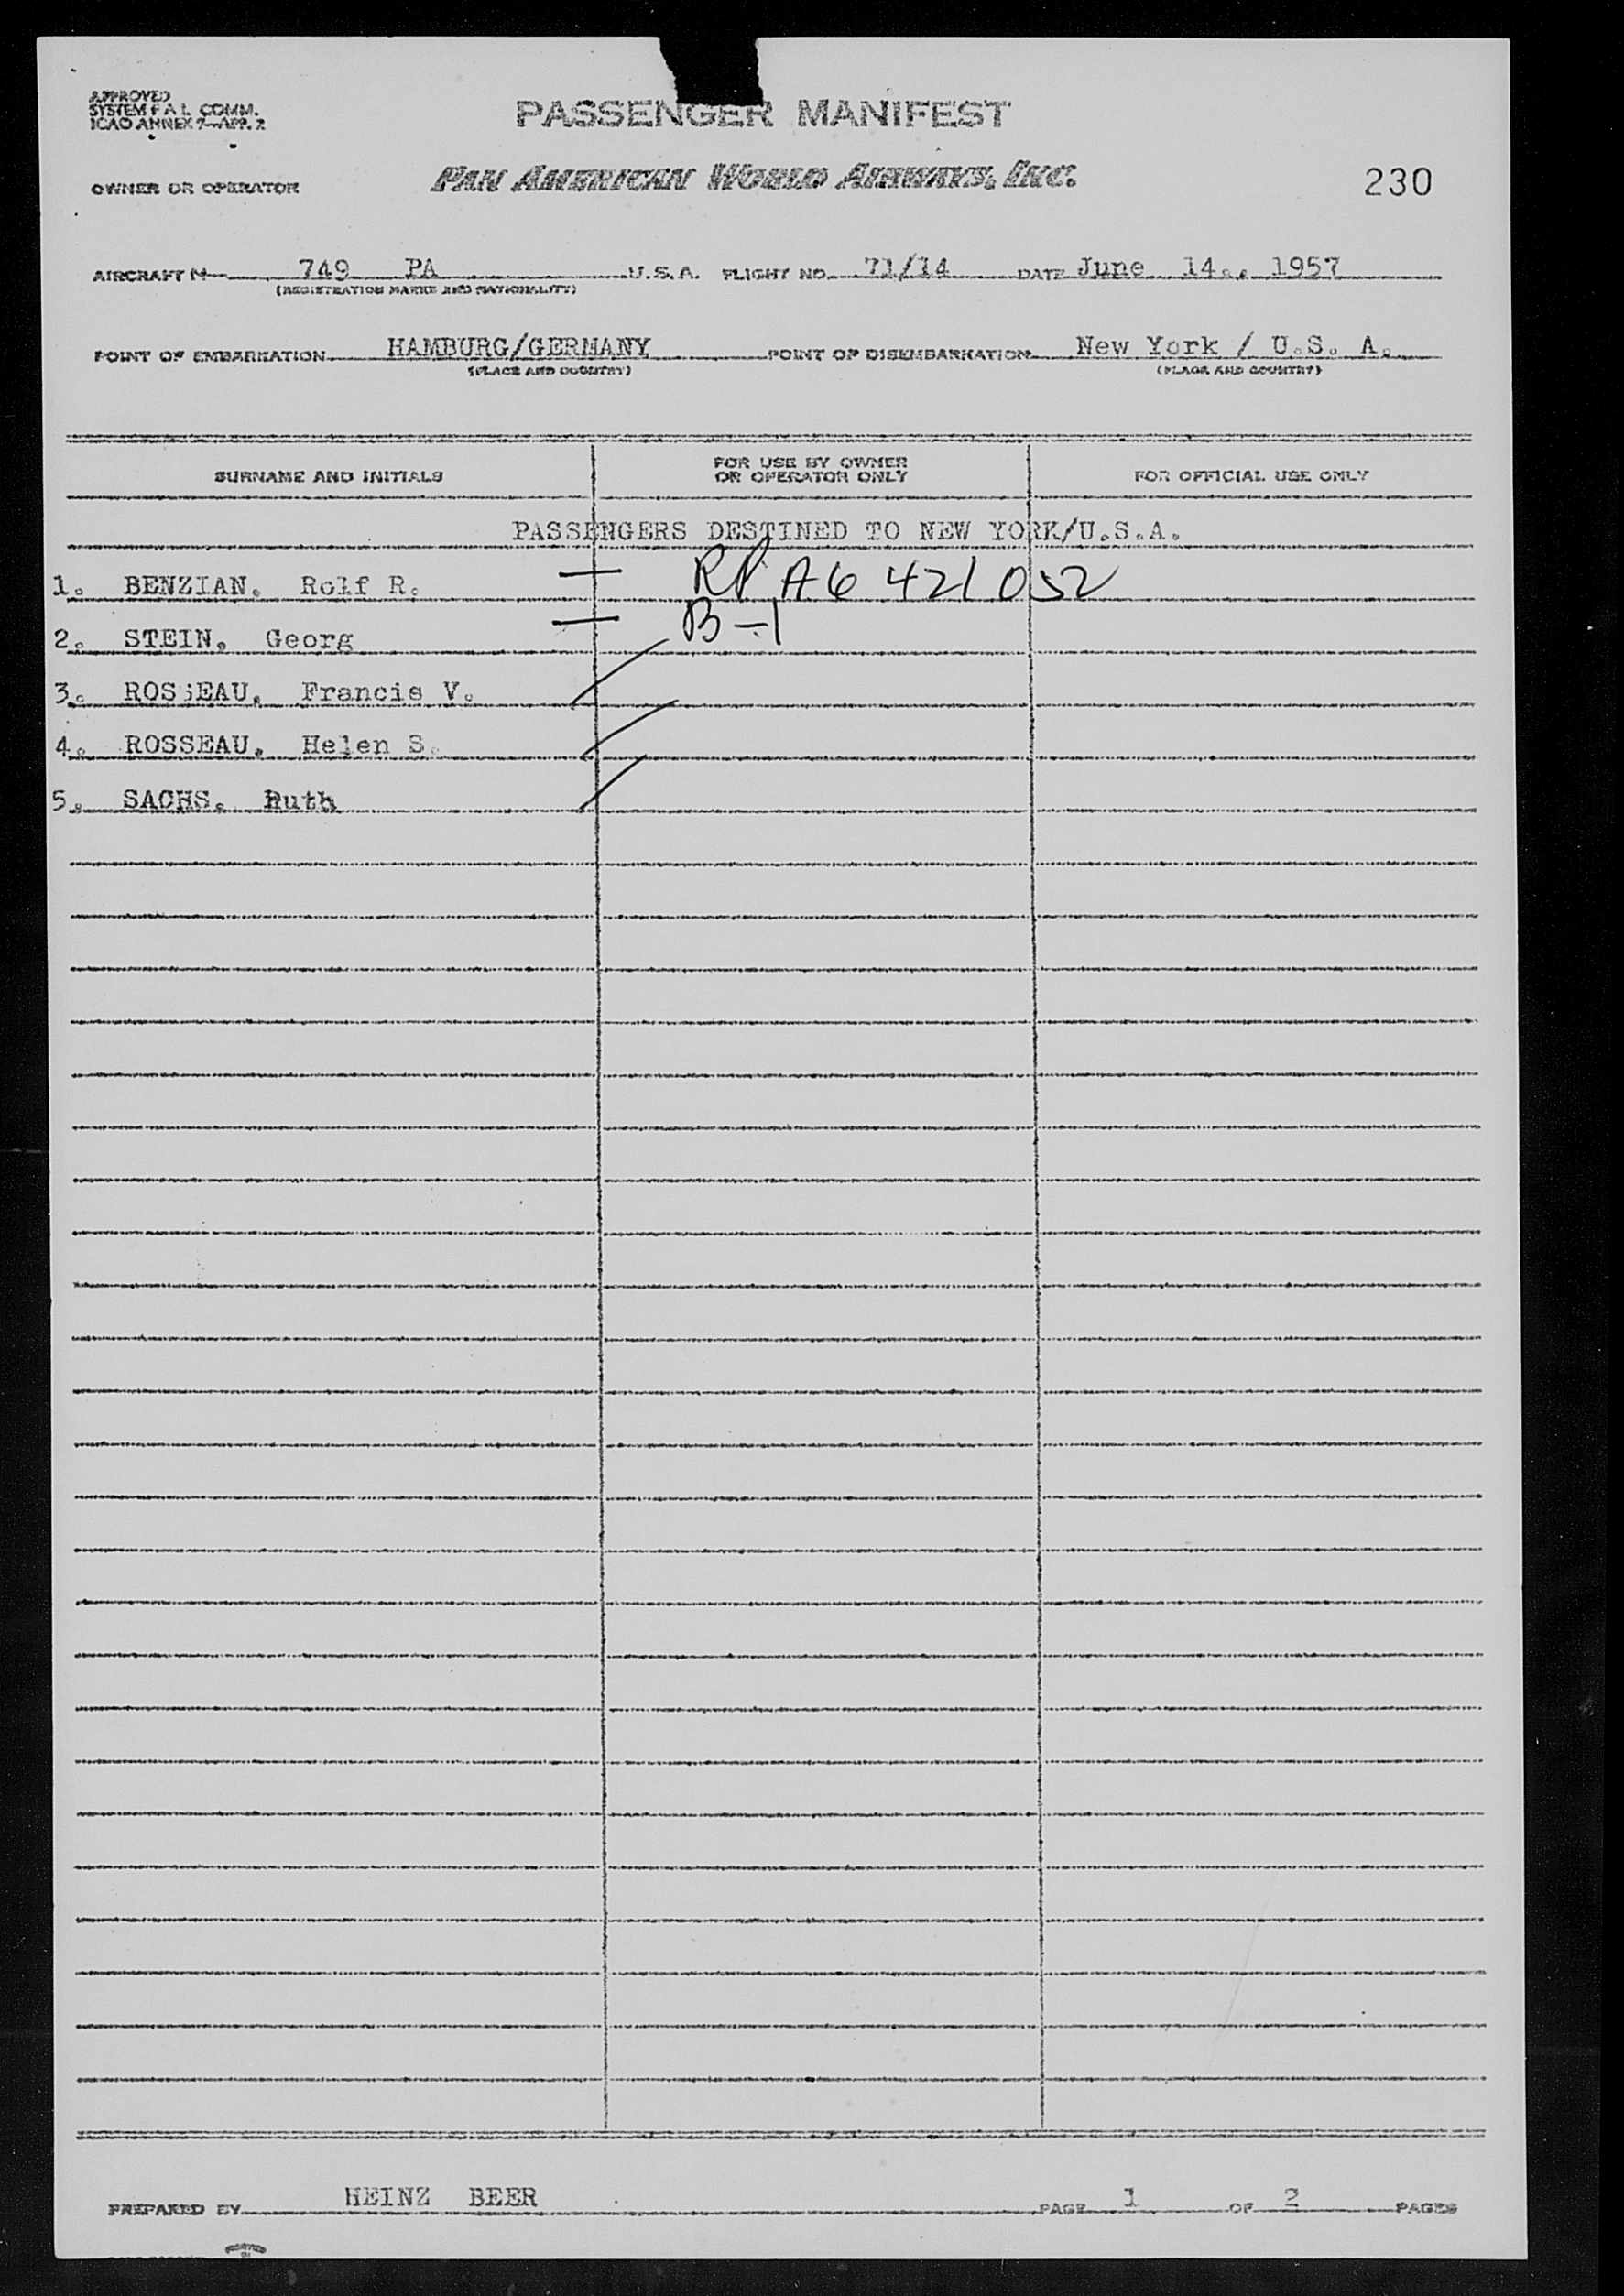 APPROVED
SYSTEM F.A.L. COMM.
ICAO ANNEX 9—APP. 2
PASSENGER MANIFEST
OWNER OR OPERATOR PAN AMERICAN WORLD AIRWAYS, INC. 230
AIRCRAFT N 749 PA U.S.A. FLIGHT NO. 71/14 DATE June 14., 1957
(REGISTRATION MARKS AND NATIONALITY)
POINT OF EMBARKATION HAMBURG/GERMANY POINT OF DISEMBARKATION New York / U.S. A.
(PLACE AND COUNTRY) (PLACE AND COUNTRY)
SURNAME AND INITIALS FOR USE BY OWNER OR OPERATOR ONLY FOR OFFICIAL USE ONLY
PASSENGERS DESTINED TO NEW YORK/U.S.A.
1. BENZIAN, Rolf R. — RP A6 421 052
2. STEIN, Georg — B-1
3. ROSSEAU, Francis V.
4. ROSSEAU, Helen S.
5. SACHS, Ruth
PREPARED BY HEINZ BEER PAGE 1 OF 2 PAGES